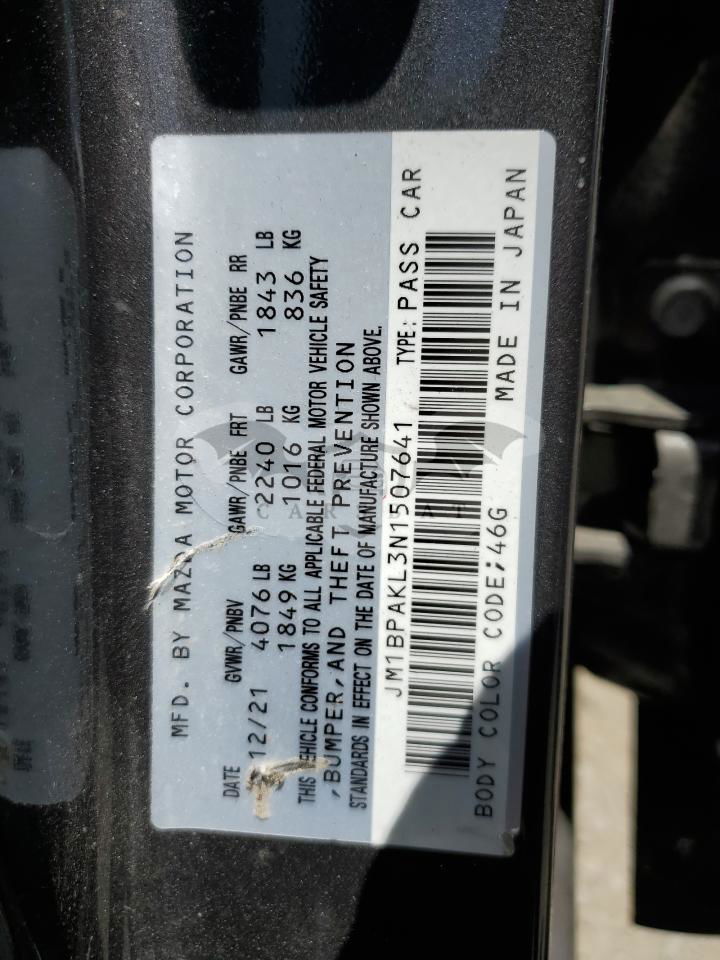 MFD. BY MAZDA MOTOR CORPORATION
DATE GVWR/PNBV GAWR/PNBE FRT GAWR/PNBE RR
12/21 4076 LB 2240 LB 1843 LB
1849 KG 1016 KG 836 KG
THIS VEHICLE CONFORMS TO ALL APPLICABLE FEDERAL MOTOR VEHICLE SAFETY
,BUMPER,AND THEFT PREVENTION
STANDARDS IN EFFECT ON THE DATE OF MANUFACTURE SHOWN ABOVE.
JM1BPAKL3N1507641 TYPE: PASS CAR
BODY COLOR CODE;46G MADE IN JAPAN